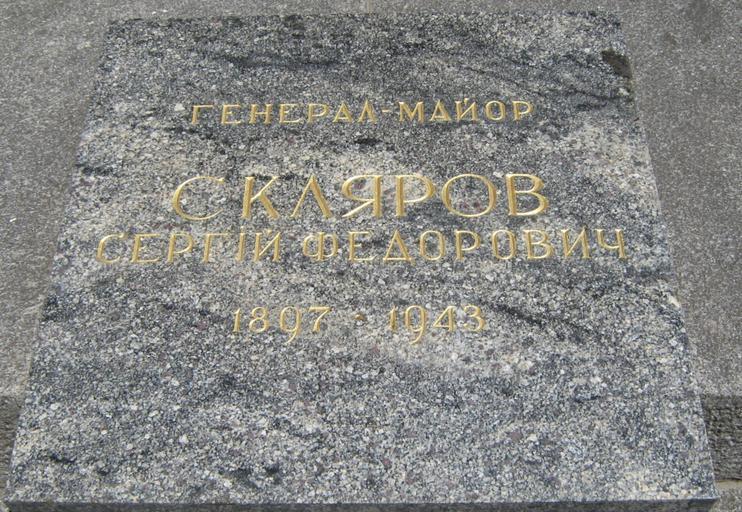 ГЕНЕРАЛ-МАЙОР
СКЛЯРОВ
СЕРГІЙ ФЕДОРОВИЧ
1897 - 1943